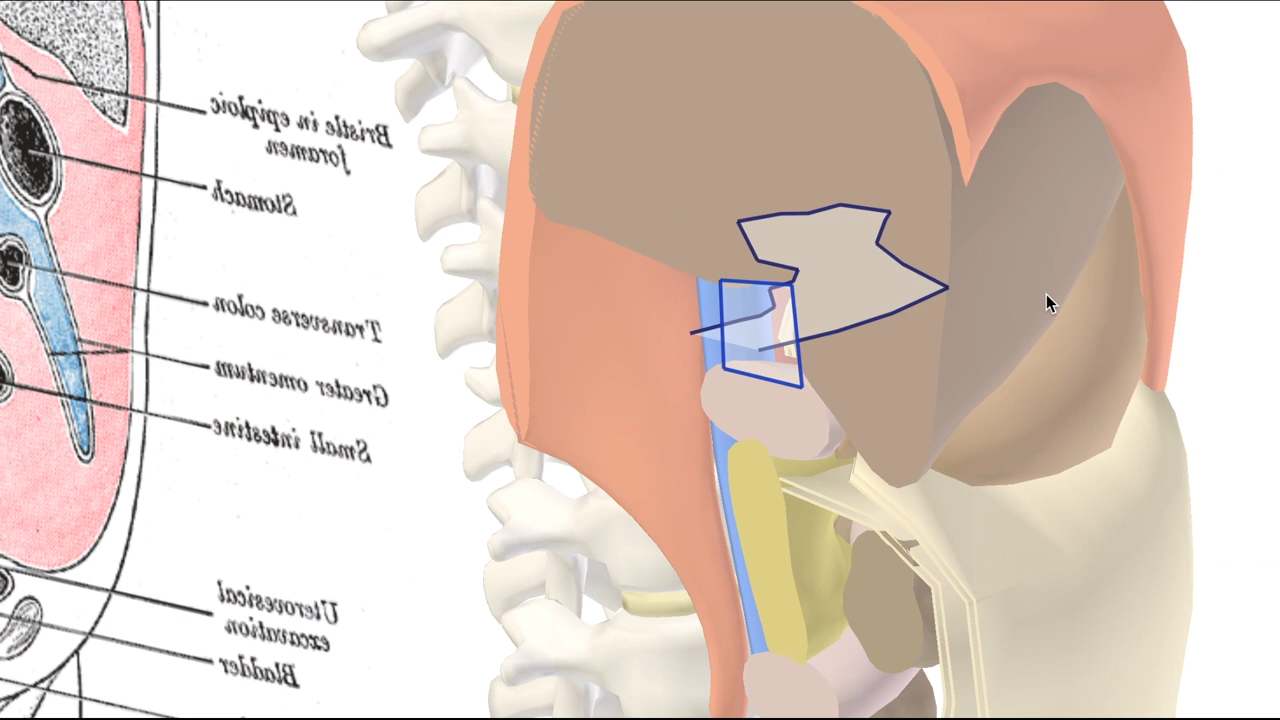 Bristle in epiploic
foramen
Stomach
Transverse colon
Greater omentum
Small intestine
Uterovesical
excavation
Bladder